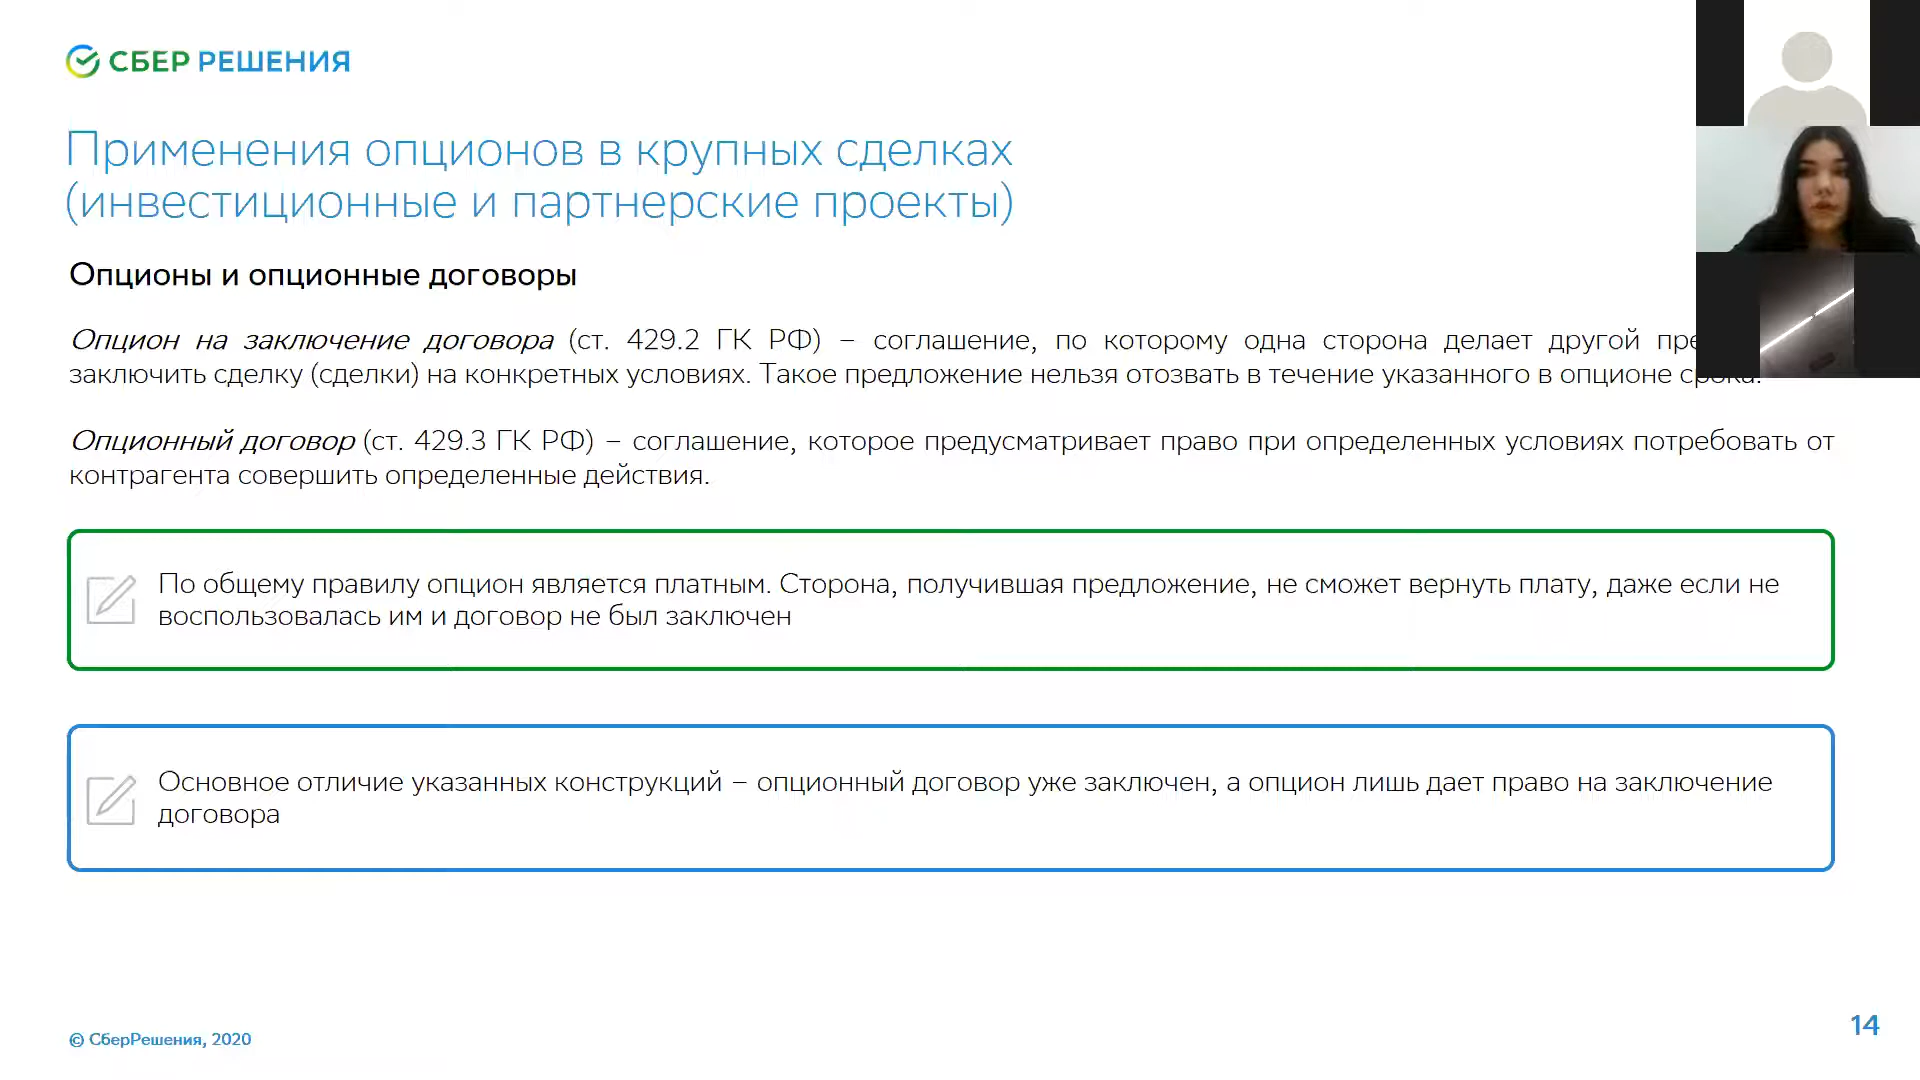 СБЕР РЕШЕНИЯ
Применения опционов в крупных сделках
(инвестиционные и партнерские проекты)
Опционы и опционные договоры
Опцион на заключение договора (ст. 429.2 ГК РФ) – соглашение, по которому одна сторона делает другой
заключить сделку (сделки) на конкретных условиях. Такое предложение нельзя отозвать в течение указанного в опционе срока.
Опционный договор (ст. 429.3 ГК РФ) – соглашение, которое предусматривает право при определенных условиях потребовать от
контрагента совершить определенные действия.
По общему правилу опцион является платным. Сторона, получившая предложение, не сможет вернуть плату, даже если не
воспользовалась им и договор не был заключен
Основное отличие указанных конструкций – опционный договор уже заключен, а опцион лишь дает право на заключение
договора
© СберРешения, 2020
14